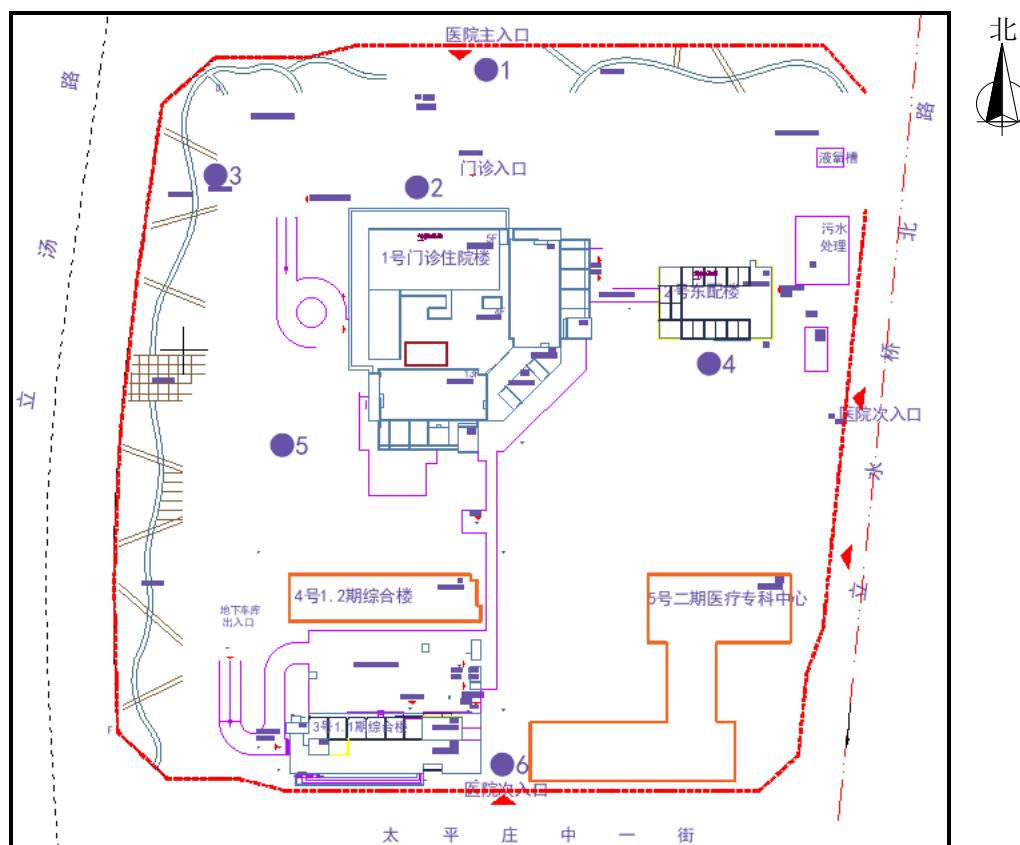 医院主入口
北
1
路
路
液氧槽
门诊入口
3
2
污水
处理
北
汤
1号门诊住院楼
5F
2号东配楼
4F
桥
4
13F
立
医院次入口
5
水
4号1.2期综合楼
5号二期医疗专科中心
立
地下车库
出入口
3号1.1期综合楼
F
6
医院次入口
太平庄中一街